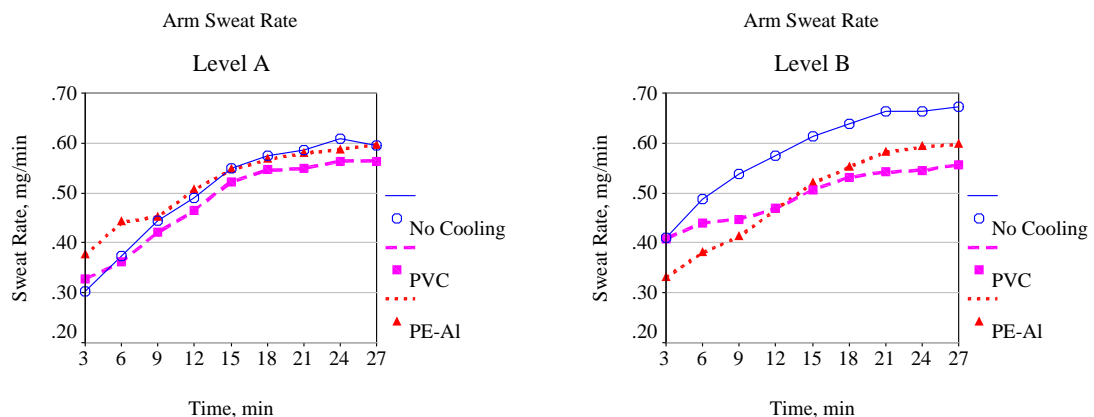 Arm Sweat Rate
Level A
Sweat Rate, mg/min
.70
.60
.50
.40
.30
.20
3 6 9 12 15 18 21 24 27
Time, min
No Cooling
PVC
PE-Al
Arm Sweat Rate
Level B
Sweat Rate, mg/min
.70
.60
.50
.40
.30
.20
3 6 9 12 15 18 21 24 27
Time, min
No Cooling
PVC
PE-Al